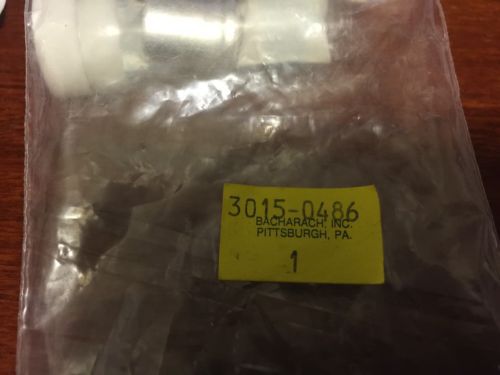 3015-0486
BACHARACH, INC.
PITTSBURGH, PA.
1